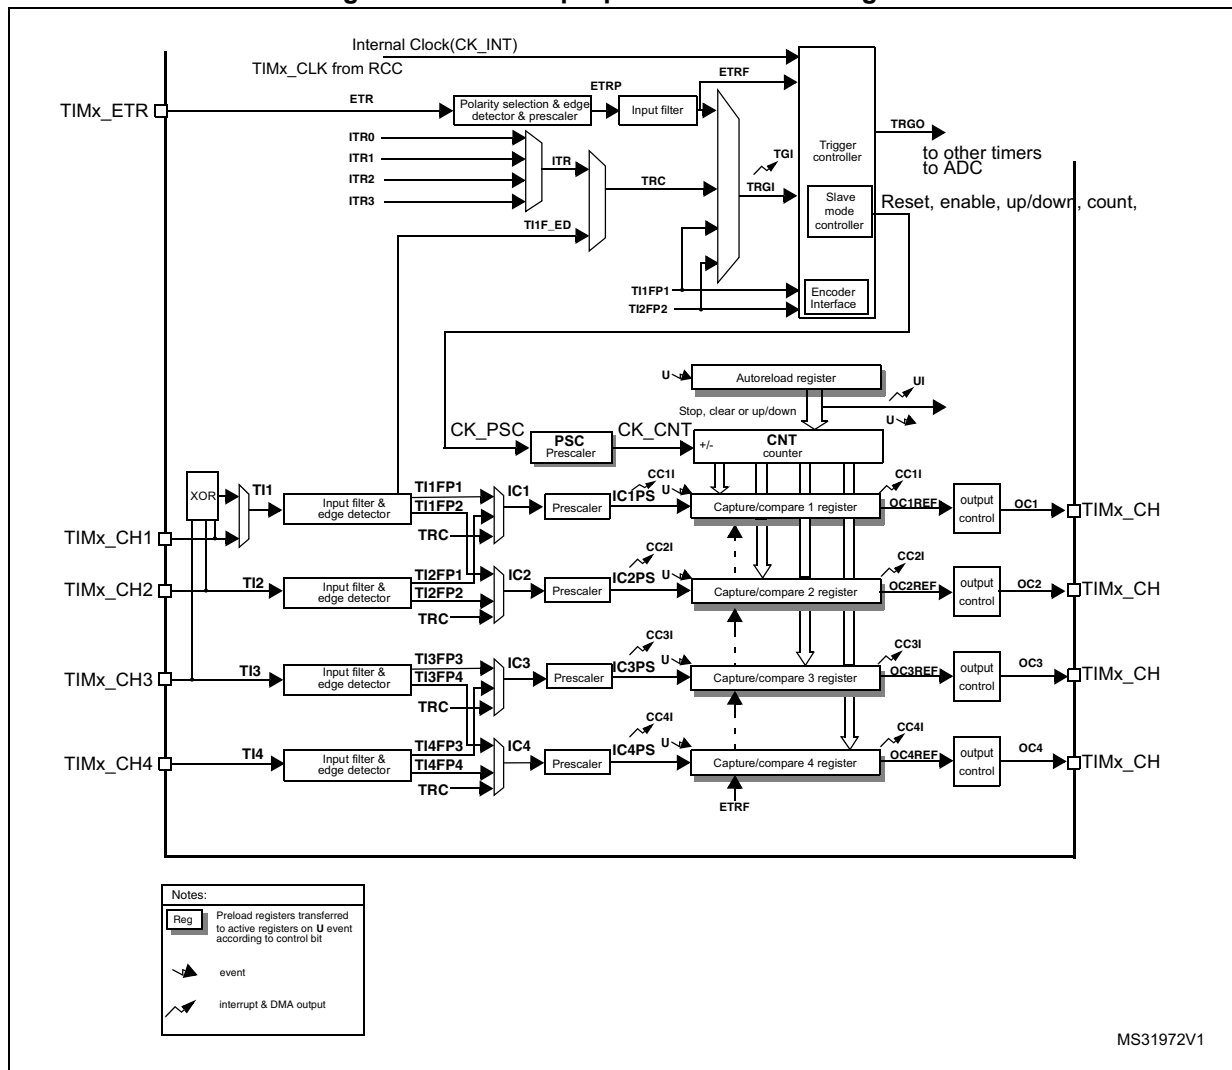 Internal Clock(CK_INT)
TIMx_CLK from RCC
ETRF
ETRP
ETR
TIMx_ETR
Polarity selection & edge
detector & prescaler
Input filter
ITR0
ITR1
ITR2
ITR3
ITR
TRC
TI1F_ED
TGI
TRGI
Trigger
controller
TRGO
to other timers
to ADC
Slave
mode
controller
Reset, enable, up/down, count,
TI1FP1
TI2FP2
Encoder
Interface
U
Autoreload register
UI
Stop, clear or up/down
U
CK_PSC
PSC
Prescaler
CK_CNT
+/-
CNT
counter
XOR
TI1
Input filter &
edge detector
TI1FP1
TI1FP2
TRC
IC1
Prescaler
CC1I
IC1PS
U
Capture/compare 1 register
CC1I
OC1REF
output
control
OC1
TIMx_CH
TIMx_CH1
TIMx_CH2
TI2
Input filter &
edge detector
TI2FP1
TI2FP2
TRC
IC2
Prescaler
CC2I
IC2PS
U
Capture/compare 2 register
CC2I
OC2REF
output
control
OC2
TIMx_CH
TIMx_CH3
TI3
Input filter &
edge detector
TI3FP3
TI3FP4
TRC
IC3
Prescaler
CC3I
IC3PS
U
Capture/compare 3 register
CC3I
OC3REF
output
control
OC3
TIMx_CH
TIMx_CH4
TI4
Input filter &
edge detector
TI4FP3
TI4FP4
TRC
IC4
Prescaler
CC4I
IC4PS
U
Capture/compare 4 register
CC4I
OC4REF
output
control
OC4
TIMx_CH
ETRF
Notes:
Reg
Preload registers transferred
to active registers on U event
according to control bit
event
interrupt & DMA output
MS31972V1